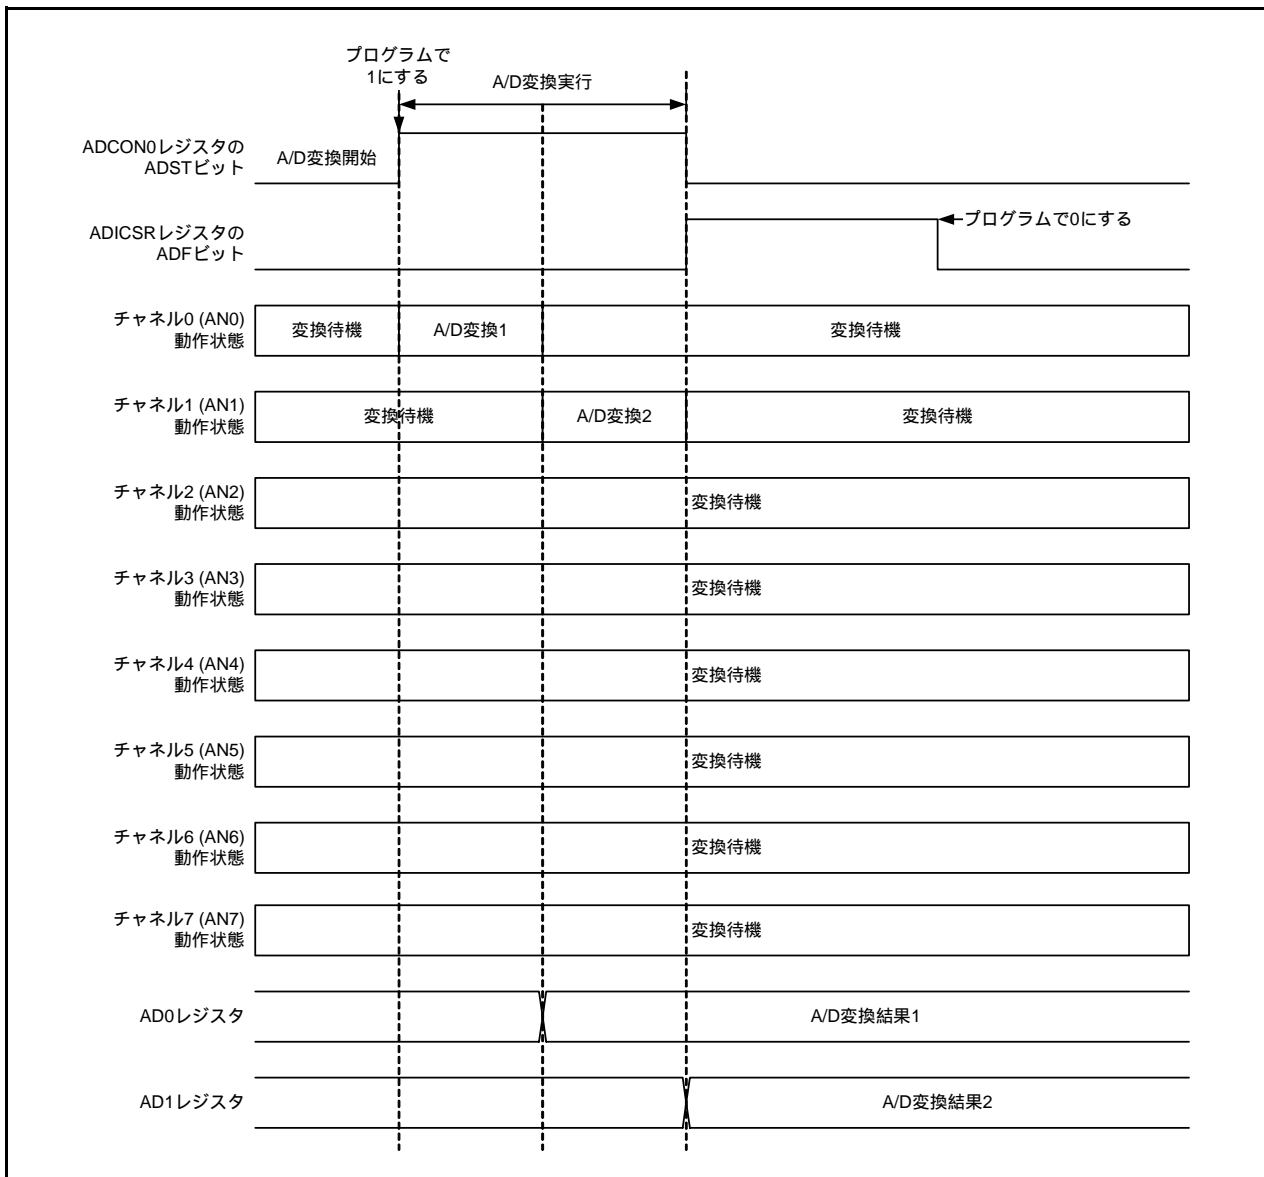 プログラムで
1にする
A/D変換実行
ADCON0レジスタの
ADSTビット
A/D変換開始
ADICSRレジスタの
ADFビット
プログラムで0にする
チャネル0 (AN0)
動作状態
変換待機
A/D変換1
変換待機
チャネル1 (AN1)
動作状態
変換待機
A/D変換2
変換待機
チャネル2 (AN2)
動作状態
変換待機
チャネル3 (AN3)
動作状態
変換待機
チャネル4 (AN4)
動作状態
変換待機
チャネル5 (AN5)
動作状態
変換待機
チャネル6 (AN6)
動作状態
変換待機
チャネル7 (AN7)
動作状態
変換待機
AD0レジスタ
A/D変換結果1
AD1レジスタ
A/D変換結果2